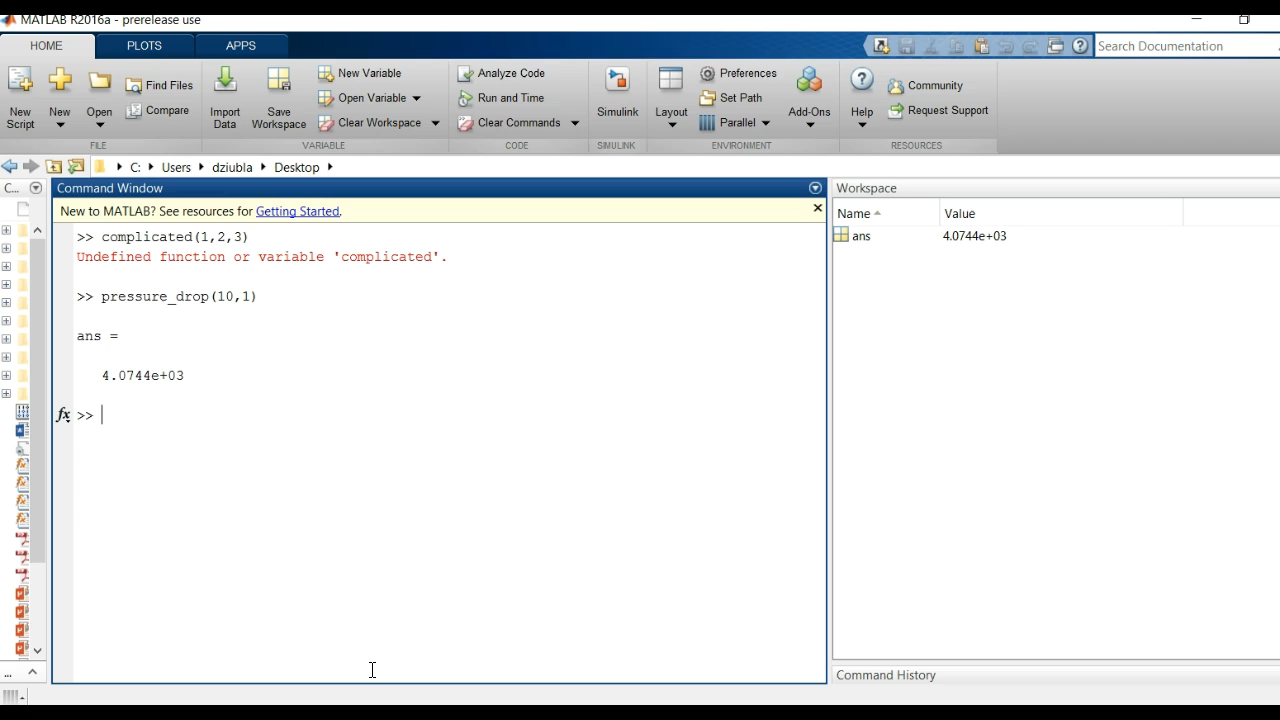 MATLAB R2016a - prerelease use
HOME PLOTS APPS
Search Documentation
New Script
New
Open
Find Files
Compare
FILE
Import Data
Save Workspace
New Variable
Open Variable
Clear Workspace
VARIABLE
Analyze Code
Run and Time
Clear Commands
CODE
Simulink
SIMULINK
Layout
Preferences
Set Path
Parallel
Add-Ons
ENVIRONMENT
Help
Community
Request Support
RESOURCES
C: Users dziubla Desktop
C...
Command Window
New to MATLAB? See resources for Getting Started.
>> complicated(1,2,3)
Undefined function or variable 'complicated'.
>> pressure_drop(10,1)
ans =
4.0744e+03
fx >>
Workspace
Name Value
ans 4.0744e+03
Command History
...